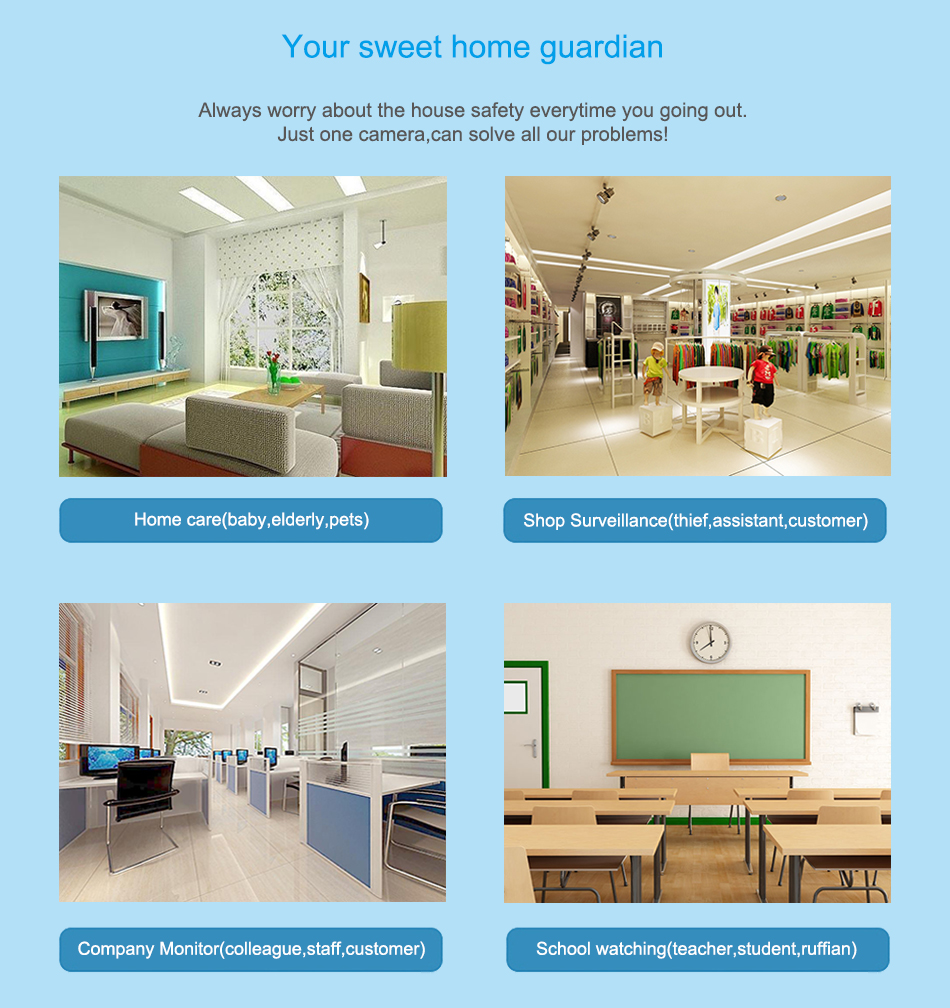 Your sweet home guardian
Always worry about the house safety everytime you going out.
Just one camera,can solve all our problems!
Home care(baby,elderly,pets)
Shop Surveillance(thief,assistant,customer)
Company Monitor(colleague,staff,customer)
School watching(teacher,student,ruffian)